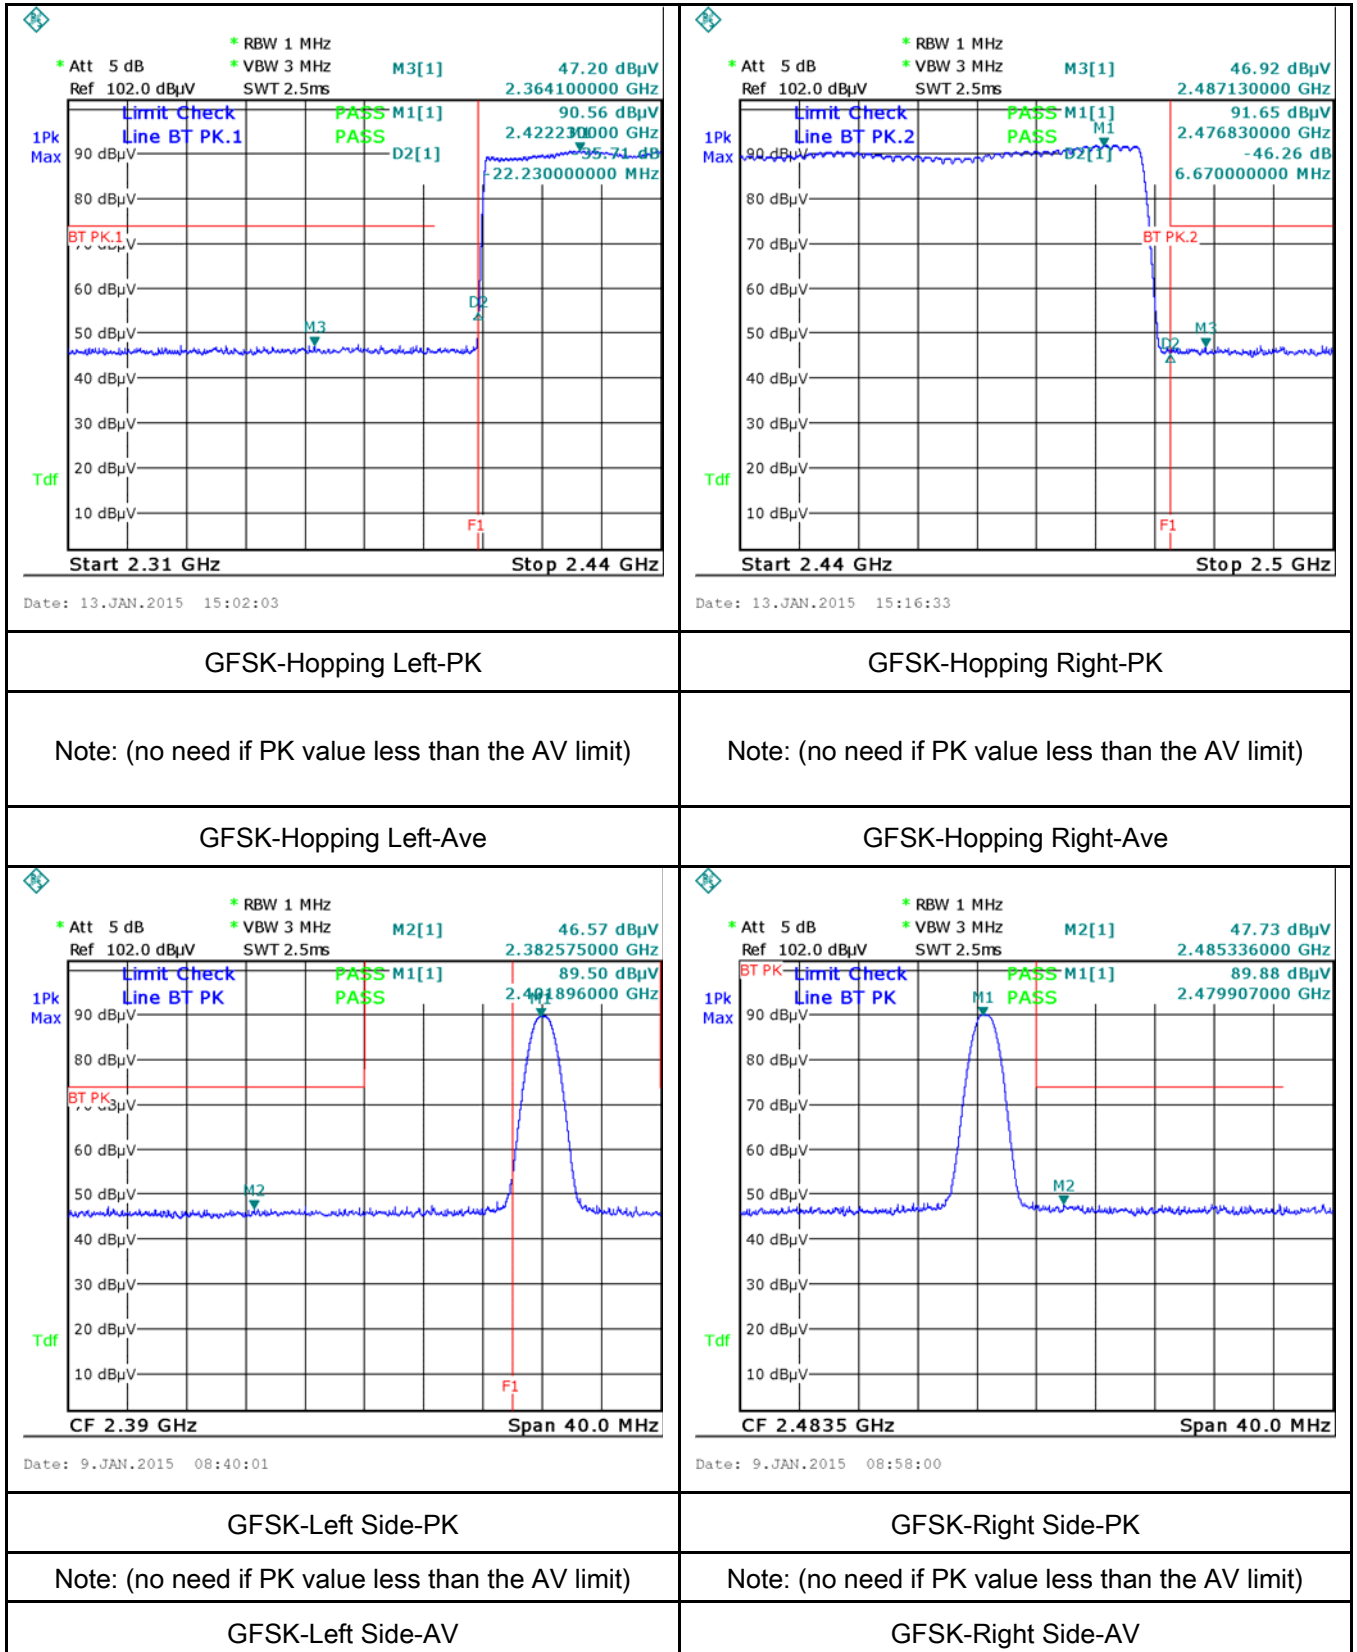 * RBW 1 MHz
* Att 5 dB * VBW 3 MHz M3[1] 47.20 dBµV
Ref 102.0 dBµV SWT 2.5ms 2.364100000 GHz
Limit Check PASS M1[1] 90.56 dBµV
1Pk Line BT PK.1 PASS 2.422230000 GHz
Max 90 dBµV D2[1] -35.71 dB
M1
-22.230000000 MHz
80 dBµV
BT PK.1
70 dBµV
60 dBµV
D2
50 dBµV M3
40 dBµV
30 dBµV
20 dBµV
Tdf
10 dBµV
F1
Start 2.31 GHz Stop 2.44 GHz
Date: 13.JAN.2015 15:02:03
* RBW 1 MHz
* Att 5 dB * VBW 3 MHz M3[1] 46.92 dBµV
Ref 102.0 dBµV SWT 2.5ms 2.487130000 GHz
Limit Check PASS M1[1] 91.65 dBµV
1Pk Line BT PK.2 PASS M1 2.476830000 GHz
Max 90 dBµV D2[1] -46.26 dB
6.670000000 MHz
80 dBµV
70 dBµV BT PK.2
60 dBµV
50 dBµV D2 M3
40 dBµV
30 dBµV
20 dBµV
Tdf
10 dBµV
F1
Start 2.44 GHz Stop 2.5 GHz
Date: 13.JAN.2015 15:16:33
GFSK-Hopping Left-PK
GFSK-Hopping Right-PK
Note: (no need if PK value less than the AV limit)
Note: (no need if PK value less than the AV limit)
GFSK-Hopping Left-Ave
GFSK-Hopping Right-Ave
* RBW 1 MHz
* Att 5 dB * VBW 3 MHz M2[1] 46.57 dBµV
Ref 102.0 dBµV SWT 2.5ms 2.382575000 GHz
Limit Check PASS M1[1] 89.50 dBµV
1Pk Line BT PK PASS 2.401896000 GHz
Max 90 dBµV M1
80 dBµV
BT PK
70 dBµV
60 dBµV
50 dBµV M2
40 dBµV
30 dBµV
20 dBµV
Tdf
10 dBµV
F1
CF 2.39 GHz Span 40.0 MHz
Date: 9.JAN.2015 08:40:01
* RBW 1 MHz
* Att 5 dB * VBW 3 MHz M2[1] 47.73 dBµV
Ref 102.0 dBµV SWT 2.5ms 2.485336000 GHz
BT PK Limit Check PASS M1[1] 89.88 dBµV
1Pk Line BT PK M1 PASS 2.479907000 GHz
Max 90 dBµV
80 dBµV
70 dBµV
60 dBµV
50 dBµV M2
40 dBµV
30 dBµV
20 dBµV
Tdf
10 dBµV
CF 2.4835 GHz Span 40.0 MHz
Date: 9.JAN.2015 08:58:00
GFSK-Left Side-PK
GFSK-Right Side-PK
Note: (no need if PK value less than the AV limit)
Note: (no need if PK value less than the AV limit)
GFSK-Left Side-AV
GFSK-Right Side-AV